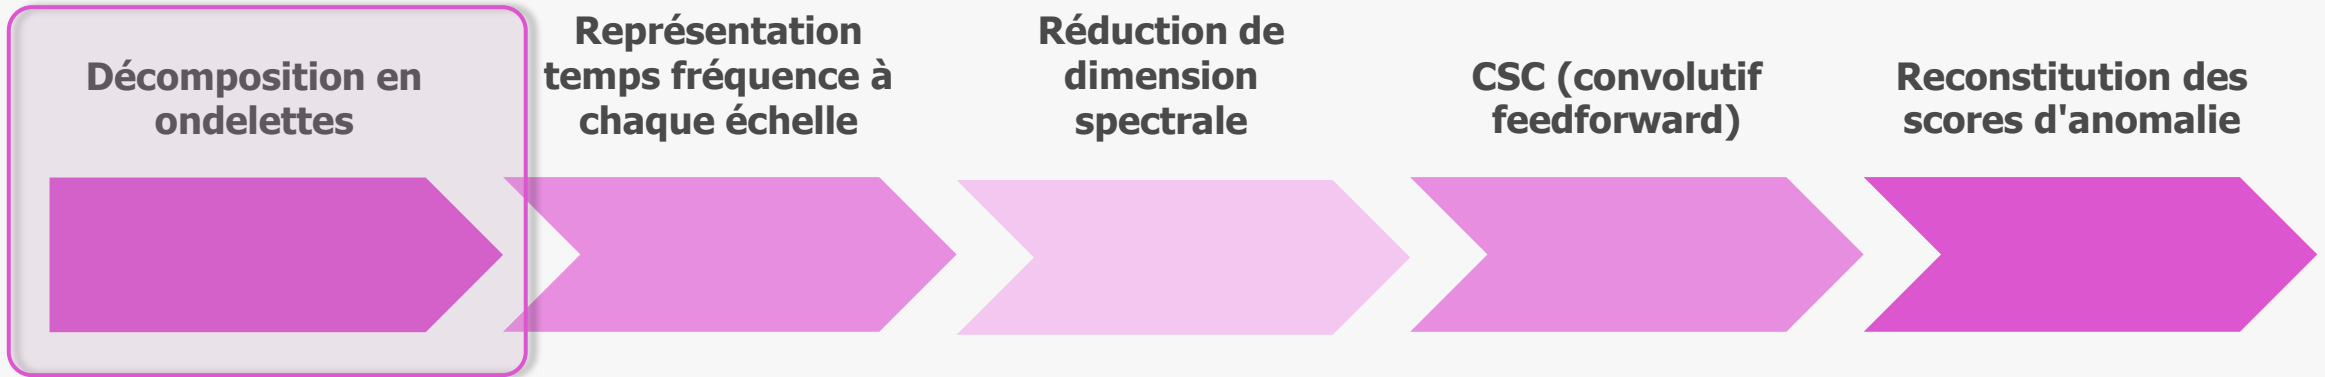 Décomposition en
ondelettes
Représentation
temps fréquence à
chaque échelle
Réduction de
dimension
spectrale
CSC (convolutif
feedforward)
Reconstitution des
scores d'anomalie